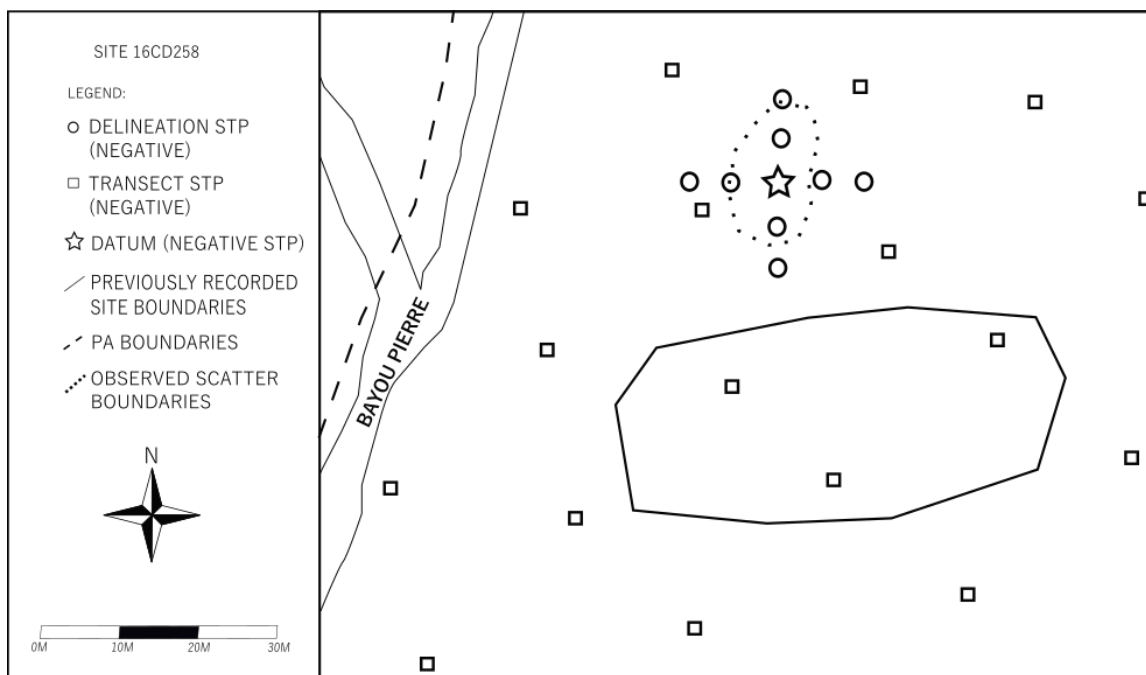 SITE 16CD258
LEGEND:
DELINEATION STP
(NEGATIVE)
TRANSECT STP
(NEGATIVE)
DATUM (NEGATIVE STP)
PREVIOUSLY RECORDED
SITE BOUNDARIES
PA BOUNDARIES
OBSERVED SCATTER
BOUNDARIES
N
0M 10M 20M 30M
BAYOU PIERRE